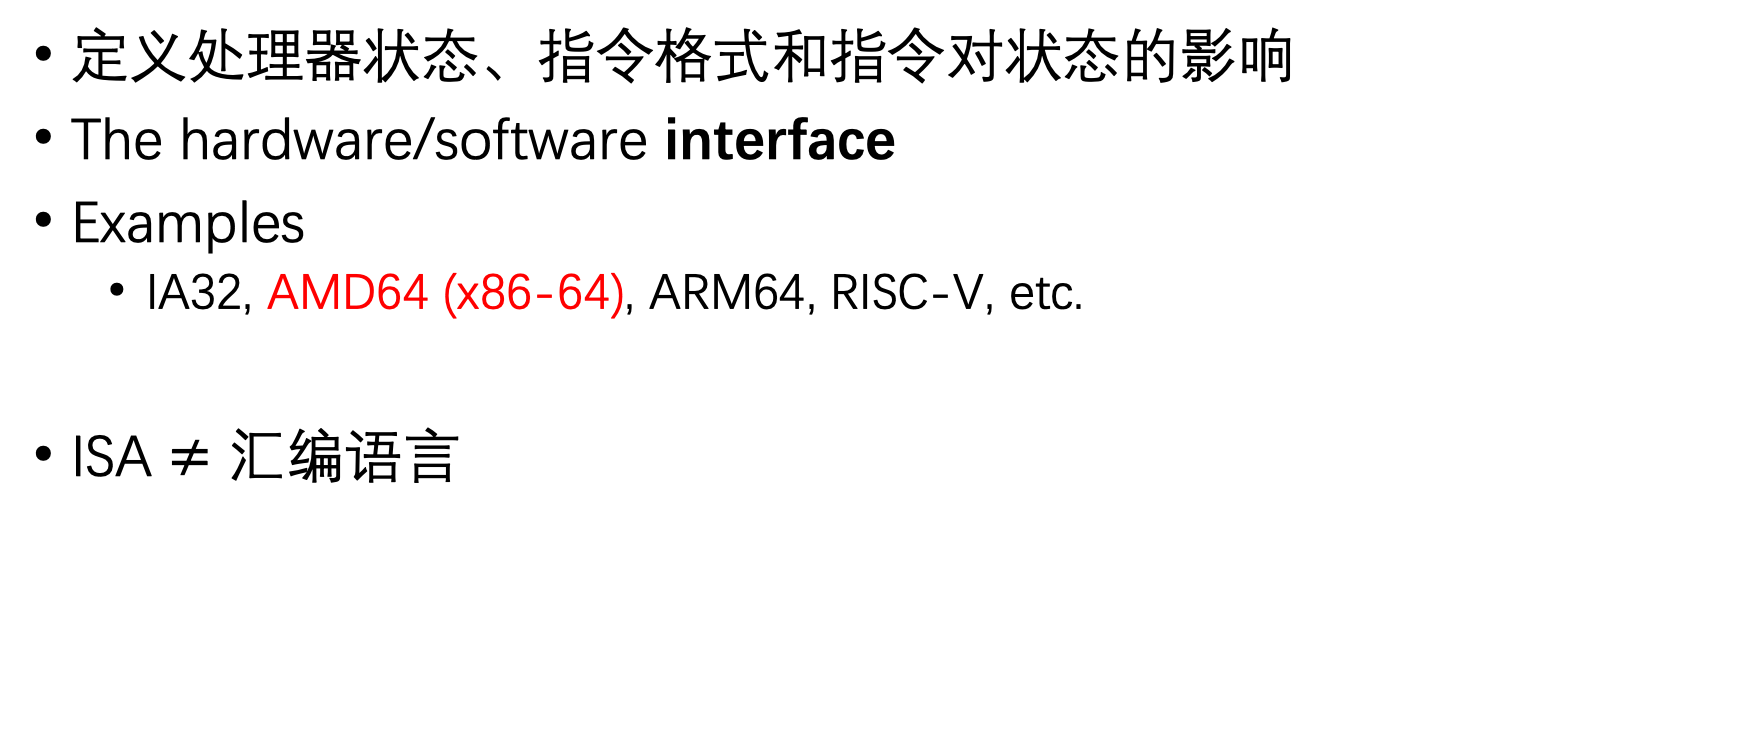 • 定义处理器状态、指令格式和指令对状态的影响
• The hardware/software interface
• Examples
• IA32, AMD64 (x86-64), ARM64, RISC-V, etc.
• ISA ≠ 汇编语言